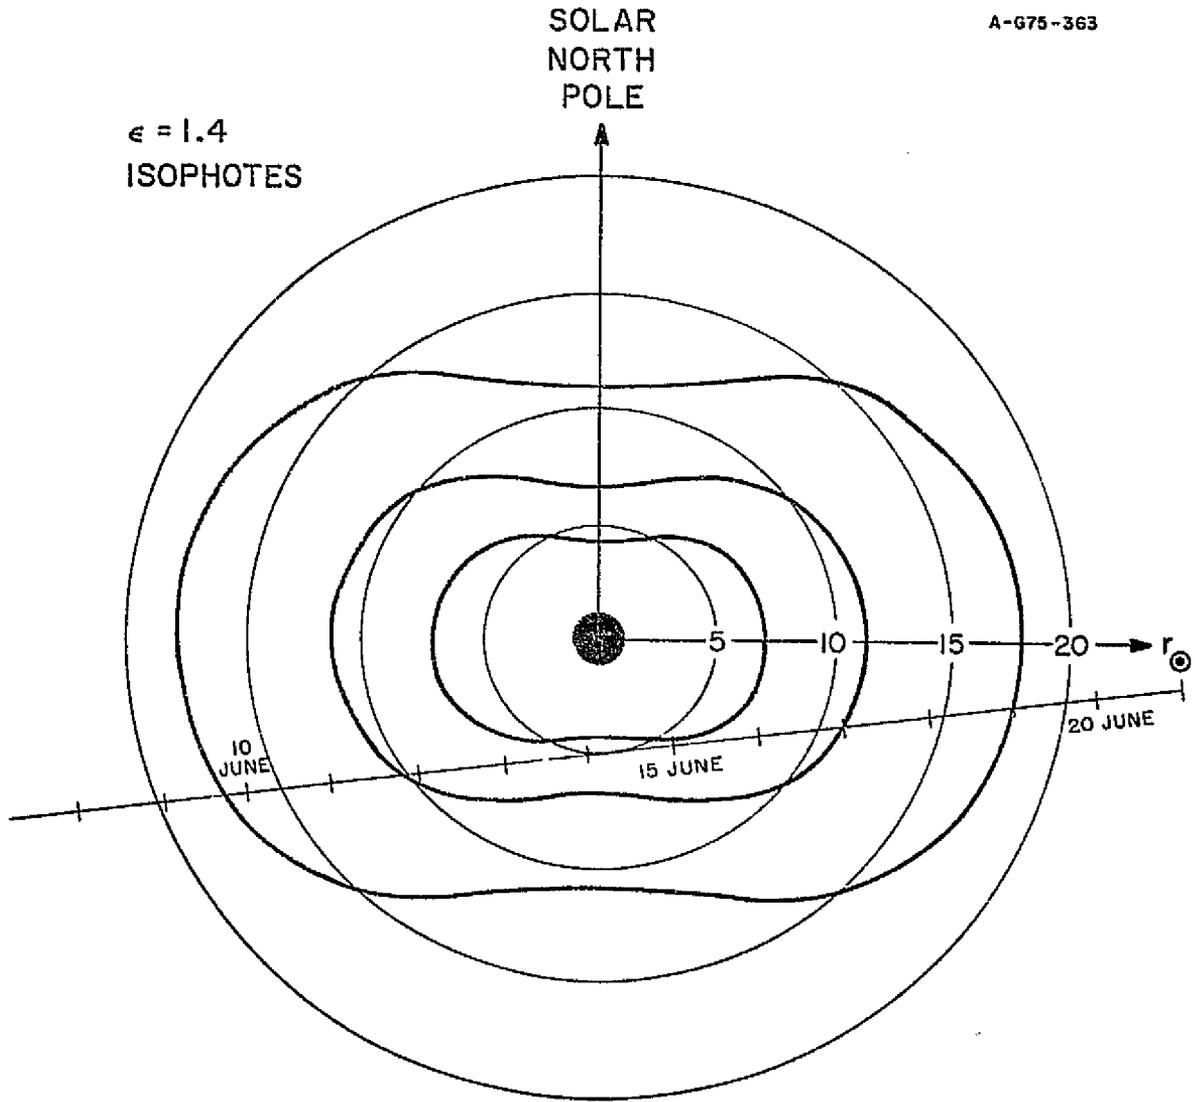 SOLAR
NORTH
POLE
A-G75-363
ϵ = 1.4
ISOPHOTES
5 10 15 20 r☉
10
JUNE
15 JUNE
20 JUNE